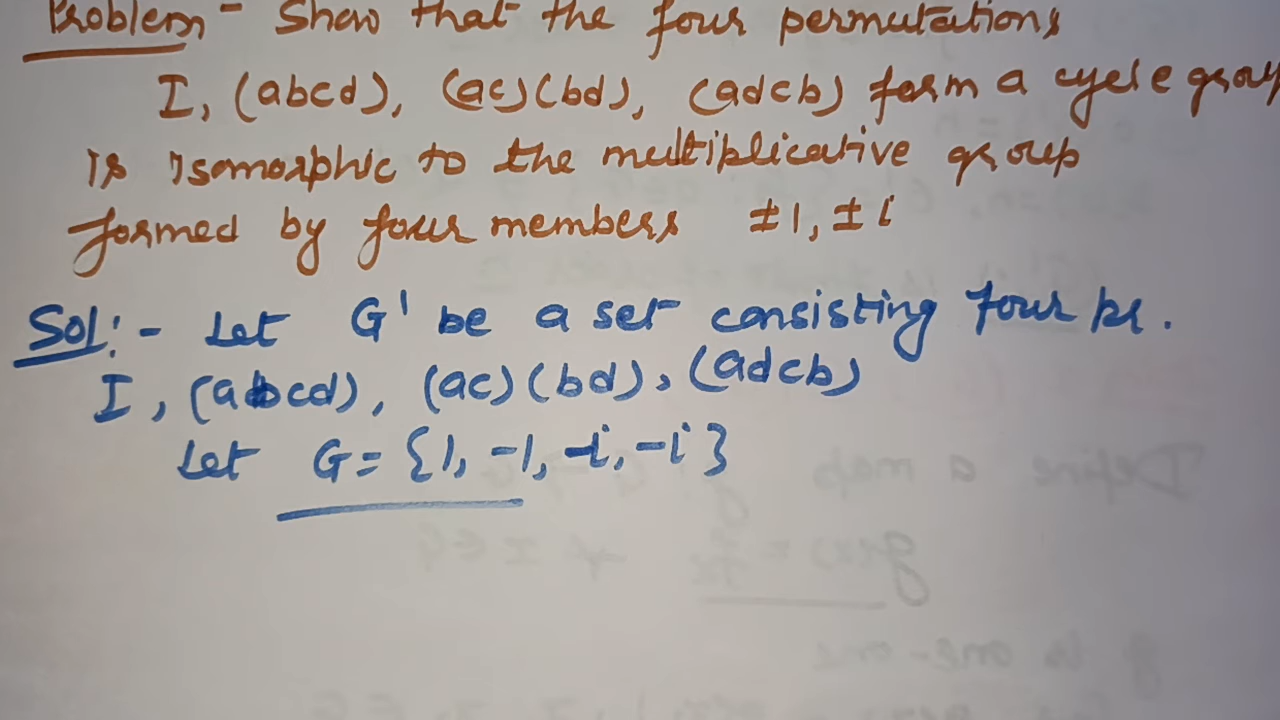 Problem - Show that the four permutations
I, (abcd), (ac)(bd), (adcb) form a cycle group
is isomorphic to the multiplicative group
formed by four members ±1, ±i
Sol:- Let G' be a set consisting four pr.
I, (abcd), (ac)(bd), (adcb)
Let G = {1, -1, -i, -i}